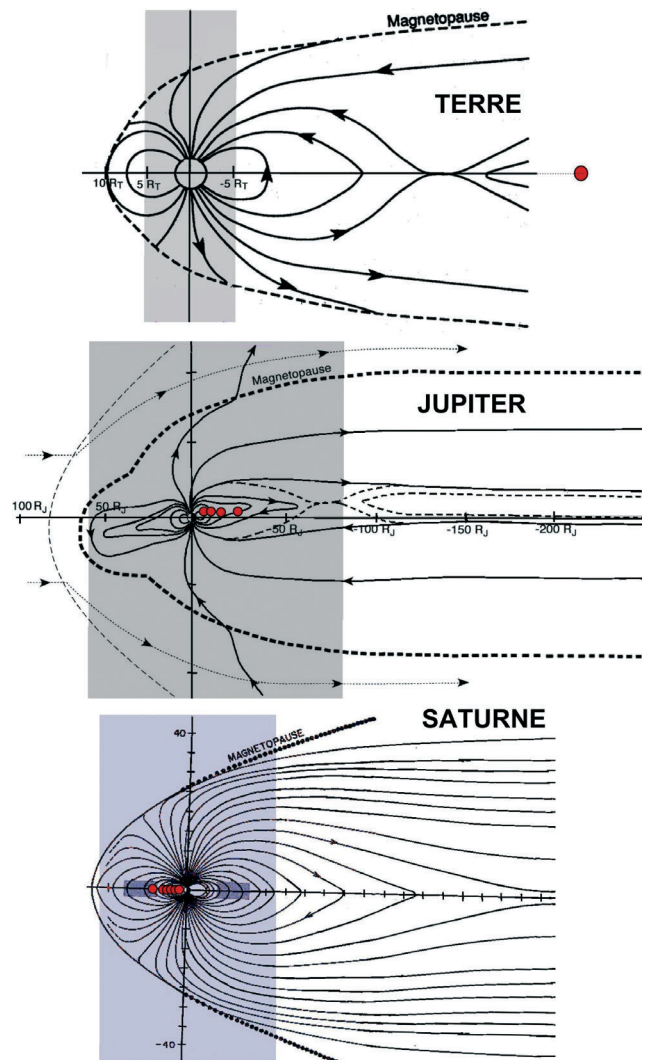 Magnetopause
TERRE
10 R_T 5 R_T -5 R_T
Magnetopause
JUPITER
100 R_J 50 R_J -50 R_J -100 R_J -150 R_J -200 R_J
SATURNE
40
MAGNETOPAUSE
-40